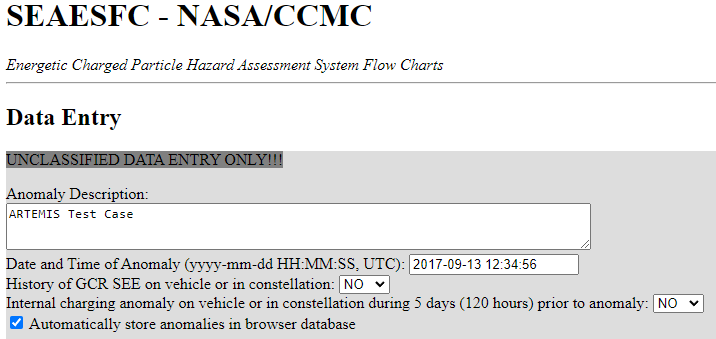 SEAESFC - NASA/CCMC
Energetic Charged Particle Hazard Assessment System Flow Charts
Data Entry
UNCLASSIFIED DATA ENTRY ONLY!!!
Anomaly Description:
ARTEMIS Test Case
Date and Time of Anomaly (yyyy-mm-dd HH:MM:SS, UTC): 2017-09-13 12:34:56
History of GCR SEE on vehicle or in constellation: NO
Internal charging anomaly on vehicle or in constellation during 5 days (120 hours) prior to anomaly: NO
Automatically store anomalies in browser database